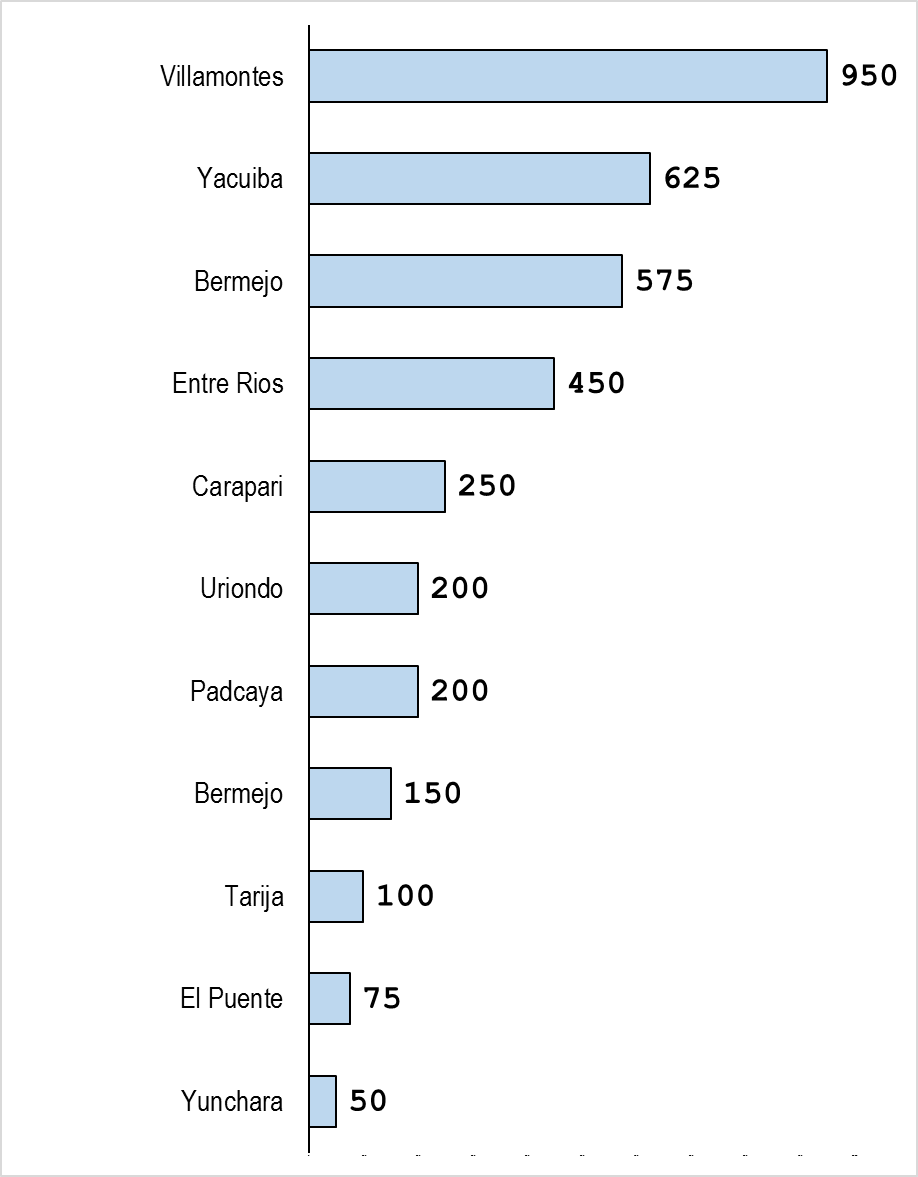 Villamontes 950
Yacuiba 625
Bermejo 575
Entre Rios 450
Carapari 250
Uriondo 200
Padcaya 200
Bermejo 150
Tarija 100
El Puente 75
Yunchara 50